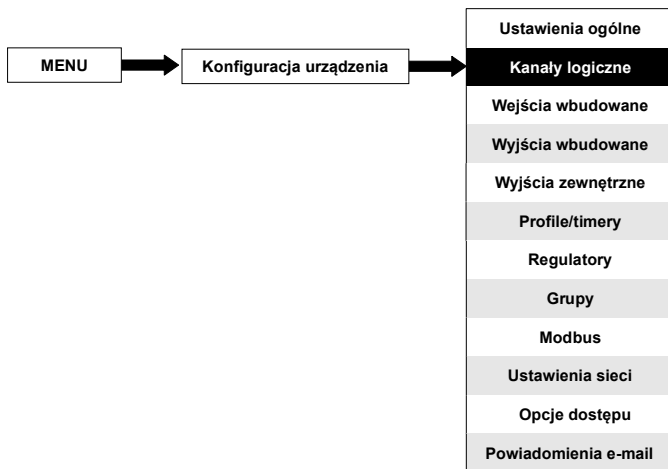 MENU
Konfiguracja urządzenia
Ustawienia ogólne
Kanały logiczne
Wejścia wbudowane
Wyjścia wbudowane
Wyjścia zewnętrzne
Profile/timery
Regulatory
Grupy
Modbus
Ustawienia sieci
Opcje dostępu
Powiadomienia e-mail